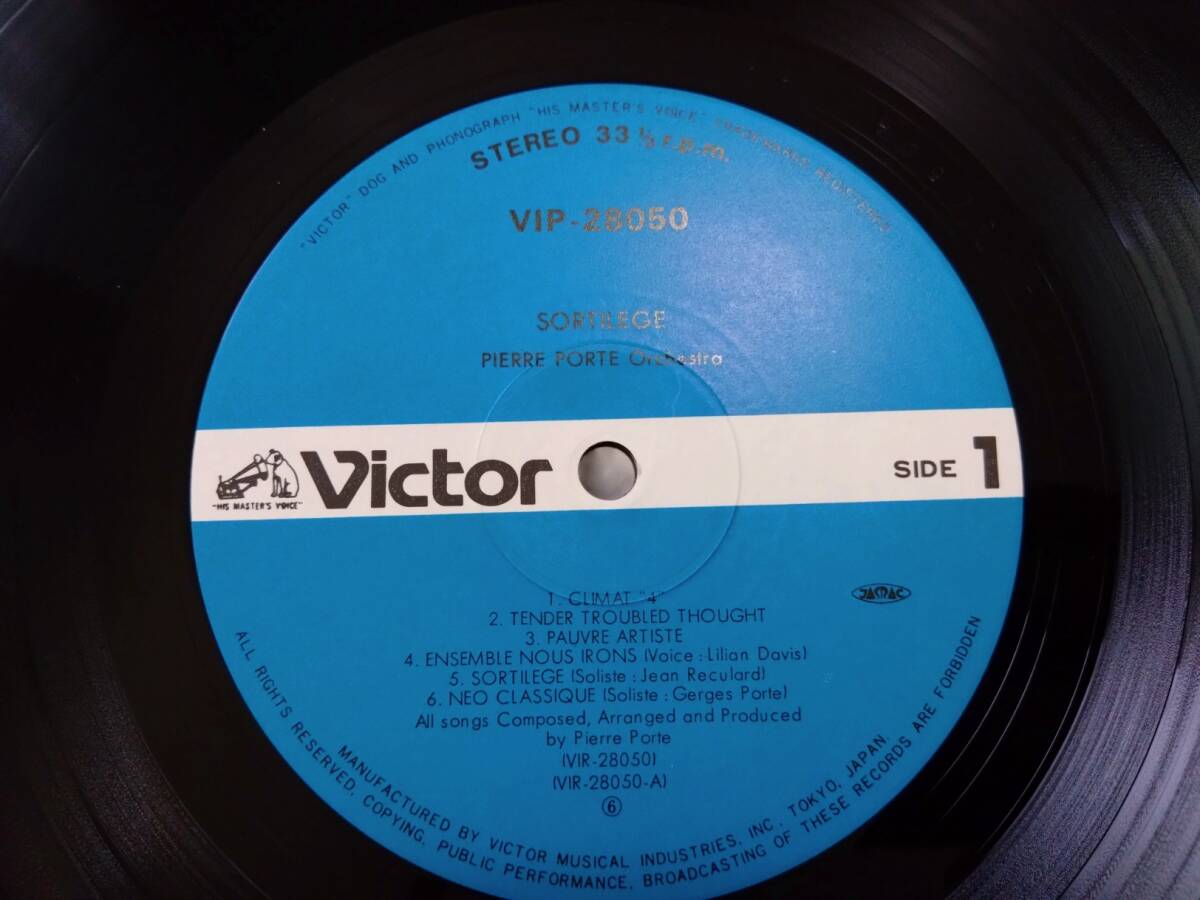 "VICTOR" DOG AND PHONOGRAPH "HIS MASTER'S VOICE" TRADEMARKS REGISTERED
STEREO 33 ⅓ r.p.m.
VIP-28050
SORTILEGE
PIERRE PORTE Orchestra
"HIS MASTER'S VOICE"
Victor
SIDE 1
1. CLIMAT "4"
2. TENDER TROUBLED THOUGHT
3. PAUVRE ARTISTE
4. ENSEMBLE NOUS IRONS (Voice : Lilian Davis)
5. SORTILEGE (Soliste : Jean Reculard)
6. NEO CLASSIQUE (Soliste : Gerges Porte)
All songs Composed, Arranged and Produced
by Pierre Porte
(VIR-28050)
(VIR-28050-A)
⑥
JASRAC
MANUFACTURED BY VICTOR MUSICAL INDUSTRIES, INC. TOKYO, JAPAN.
ALL RIGHTS RESERVED, COPYING, PUBLIC PERFORMANCE, BROADCASTING OF THESE RECORDS ARE FORBIDDEN